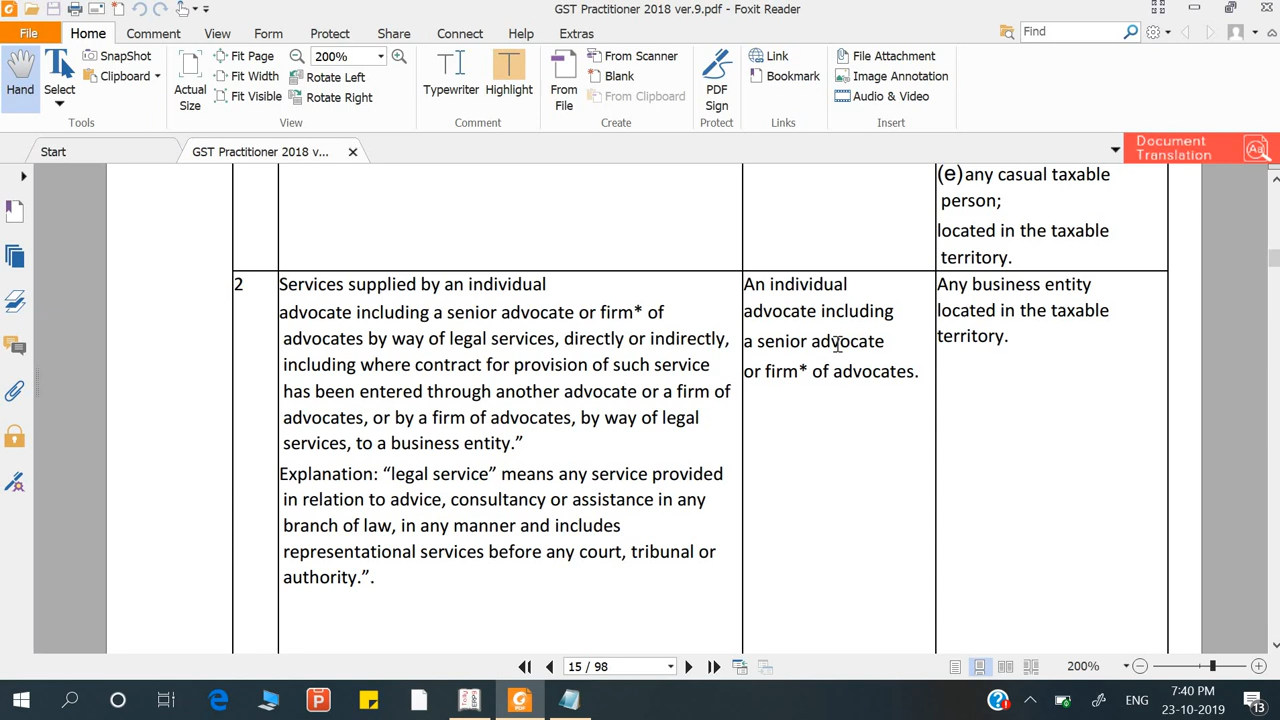 GST Practitioner 2018 ver.9.pdf - Foxit Reader
File Home Comment View Form Protect Share Connect Help Extras Find
SnapShot Fit Page 200% From Scanner Link File Attachment
Clipboard Fit Width Rotate Left Blank Bookmark Image Annotation
Hand Select Actual Size Fit Visible Rotate Right Typewriter Highlight From File From Clipboard PDF Sign Audio & Video
Tools View Comment Create Protect Links Insert
Start GST Practitioner 2018 v... Document Translation
(e) any casual taxable
person;
located in the taxable
territory.
2
Services supplied by an individual
advocate including a senior advocate or firm* of
advocates by way of legal services, directly or indirectly,
including where contract for provision of such service
has been entered through another advocate or a firm of
advocates, or by a firm of advocates, by way of legal
services, to a business entity.”
Explanation: “legal service” means any service provided
in relation to advice, consultancy or assistance in any
branch of law, in any manner and includes
representational services before any court, tribunal or
authority.”.
An individual
advocate including
a senior advocate
or firm* of advocates.
Any business entity
located in the taxable
territory.
15 / 98 200%
ENG 7:40 PM
23-10-2019 13